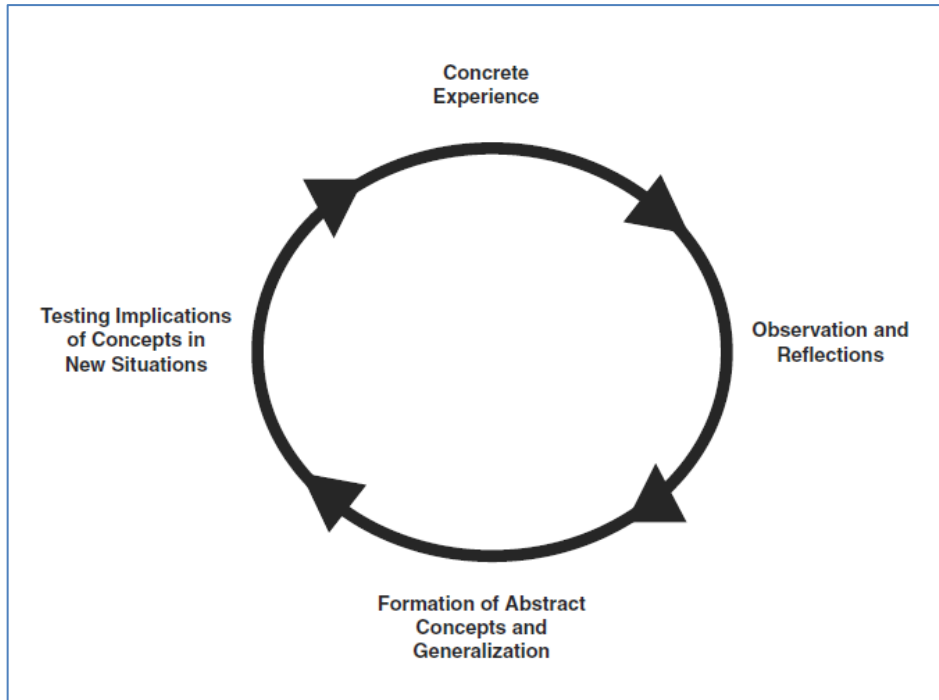 Concrete
Experience
Observation and
Reflections
Formation of Abstract
Concepts and
Generalization
Testing Implications
of Concepts in
New Situations